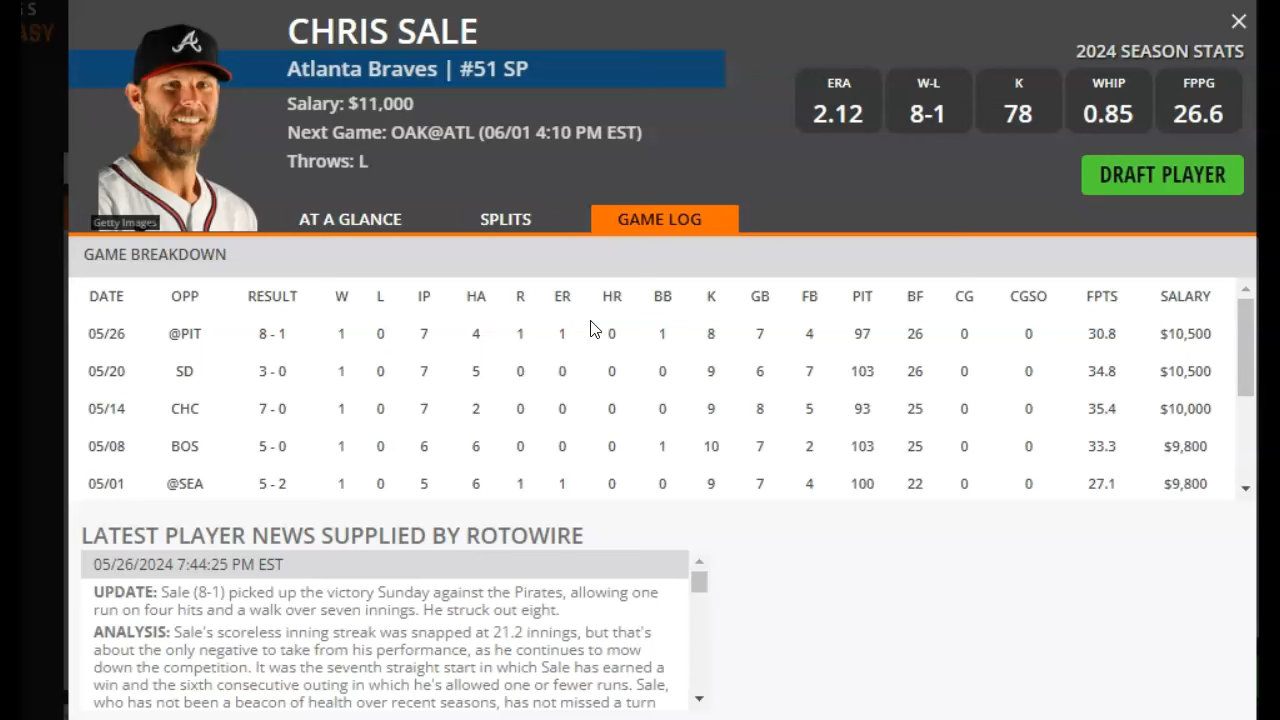 S
ASY
CHRIS SALE
Atlanta Braves | #51 SP
Salary: $11,000
Next Game: OAK@ATL (06/01 4:10 PM EST)
Throws: L
Getty Images
2024 SEASON STATS
ERA W-L K WHIP FPPG
2.12 8-1 78 0.85 26.6
DRAFT PLAYER
AT A GLANCE SPLITS GAME LOG
GAME BREAKDOWN
DATE OPP RESULT W L IP HA R ER HR BB K GB FB PIT BF CG CGSO FPTS SALARY
05/26 @PIT 8 - 1 1 0 7 4 1 1 0 1 8 7 4 97 26 0 0 30.8 $10,500
05/20 SD 3 - 0 1 0 7 5 0 0 0 0 9 6 7 103 26 0 0 34.8 $10,500
05/14 CHC 7 - 0 1 0 7 2 0 0 0 0 9 8 5 93 25 0 0 35.4 $10,000
05/08 BOS 5 - 0 1 0 6 6 0 0 0 1 10 7 2 103 25 0 0 33.3 $9,800
05/01 @SEA 5 - 2 1 0 5 6 1 1 0 0 9 7 4 100 22 0 0 27.1 $9,800
LATEST PLAYER NEWS SUPPLIED BY ROTOWIRE
05/26/2024 7:44:25 PM EST
UPDATE: Sale (8-1) picked up the victory Sunday against the Pirates, allowing one
run on four hits and a walk over seven innings. He struck out eight.
ANALYSIS: Sale's scoreless inning streak was snapped at 21.2 innings, but that's
about the only negative to take from his performance, as he continues to mow
down the competition. It was the seventh straight start in which Sale has earned a
win and the sixth consecutive outing in which he's allowed one or fewer runs. Sale,
who has not been a beacon of health over recent seasons, has not missed a turn